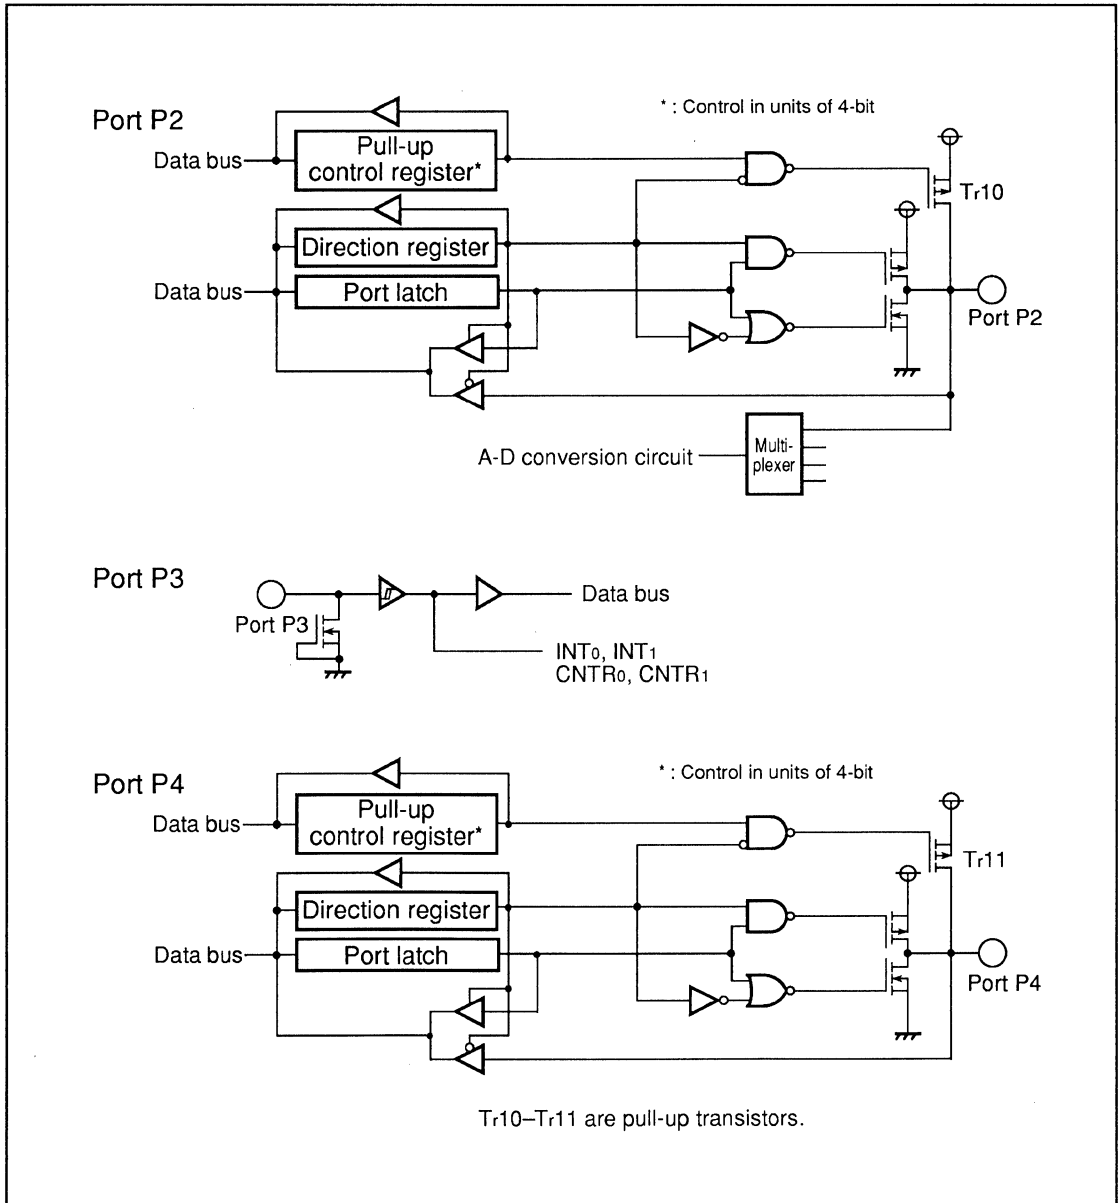 Port P2
* : Control in units of 4-bit
Data bus
Pull-up
control register*
Tr10
Direction register
Data bus
Port latch
Port P2
A-D conversion circuit
Multi-
plexer
Port P3
Port P3
Data bus
INT0, INT1
CNTR0, CNTR1
Port P4
* : Control in units of 4-bit
Data bus
Pull-up
control register*
Tr11
Direction register
Data bus
Port latch
Port P4
Tr10–Tr11 are pull-up transistors.